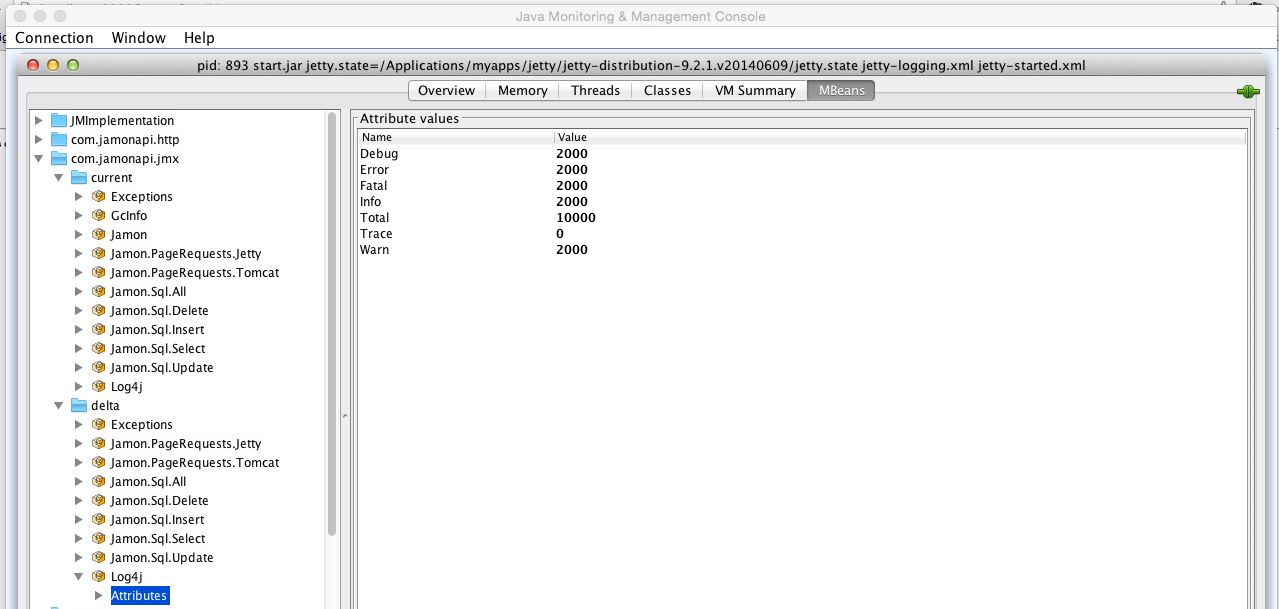 Java Monitoring & Management Console
Connection Window Help
pid: 893 start.jar jetty.state=/Applications/myapps/jetty/jetty-distribution-9.2.1.v20140609/jetty.state jetty-logging.xml jetty-started.xml
Overview Memory Threads Classes VM Summary MBeans
JMImplementation
com.jamonapi.http
com.jamonapi.jmx
current
Exceptions
GcInfo
Jamon
Jamon.PageRequests.Jetty
Jamon.PageRequests.Tomcat
Jamon.Sql.All
Jamon.Sql.Delete
Jamon.Sql.Insert
Jamon.Sql.Select
Jamon.Sql.Update
Log4j
delta
Exceptions
Jamon.PageRequests.Jetty
Jamon.PageRequests.Tomcat
Jamon.Sql.All
Jamon.Sql.Delete
Jamon.Sql.Insert
Jamon.Sql.Select
Jamon.Sql.Update
Log4j
Attributes
Attribute values
Name Value
Debug 2000
Error 2000
Fatal 2000
Info 2000
Total 10000
Trace 0
Warn 2000